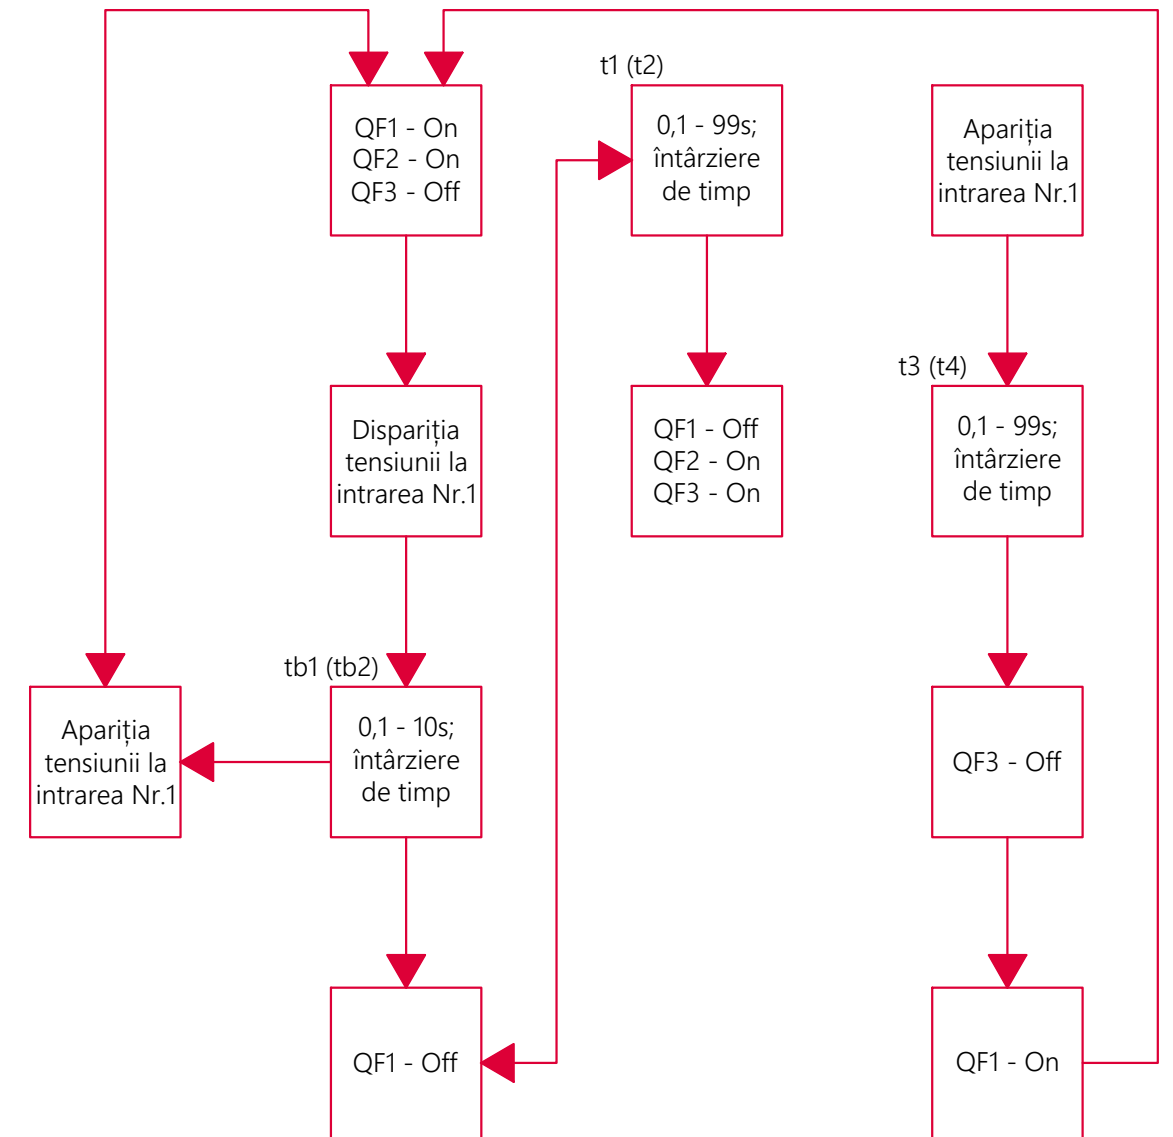 QF1 - On
QF2 - On
QF3 - Off
Dispariția
tensiunii la
intrarea Nr.1
tb1 (tb2)
0,1 - 10s;
întârziere
de timp
Apariția
tensiunii la
intrarea Nr.1
QF1 - Off
t1 (t2)
0,1 - 99s;
întârziere
de timp
QF1 - Off
QF2 - On
QF3 - On
Apariția
tensiunii la
intrarea Nr.1
t3 (t4)
0,1 - 99s;
întârziere
de timp
QF3 - Off
QF1 - On